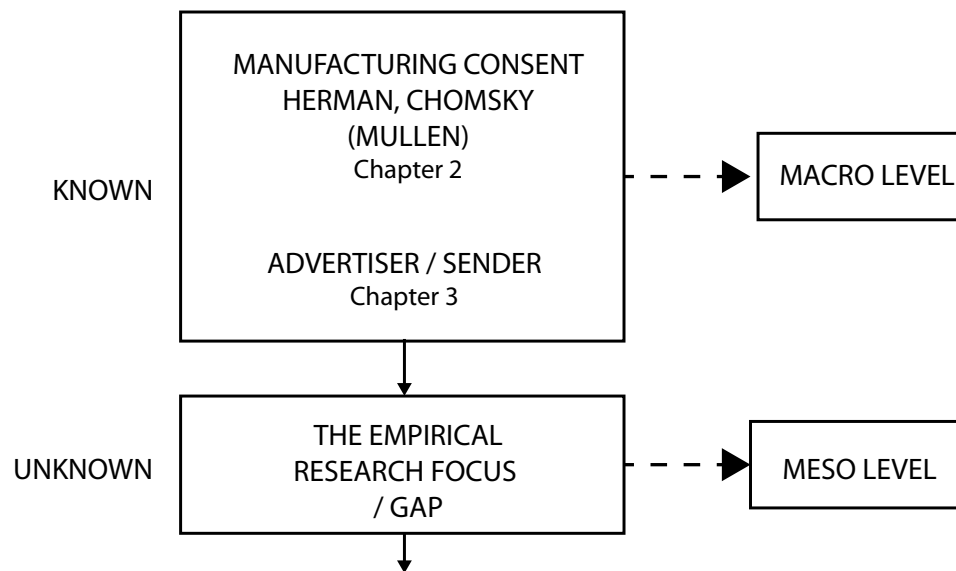 MANUFACTURING CONSENT
HERMAN, CHOMSKY
(MULLEN)
Chapter 2
KNOWN
MACRO LEVEL
ADVERTISER / SENDER
Chapter 3
THE EMPIRICAL
RESEARCH FOCUS
/ GAP
UNKNOWN
MESO LEVEL